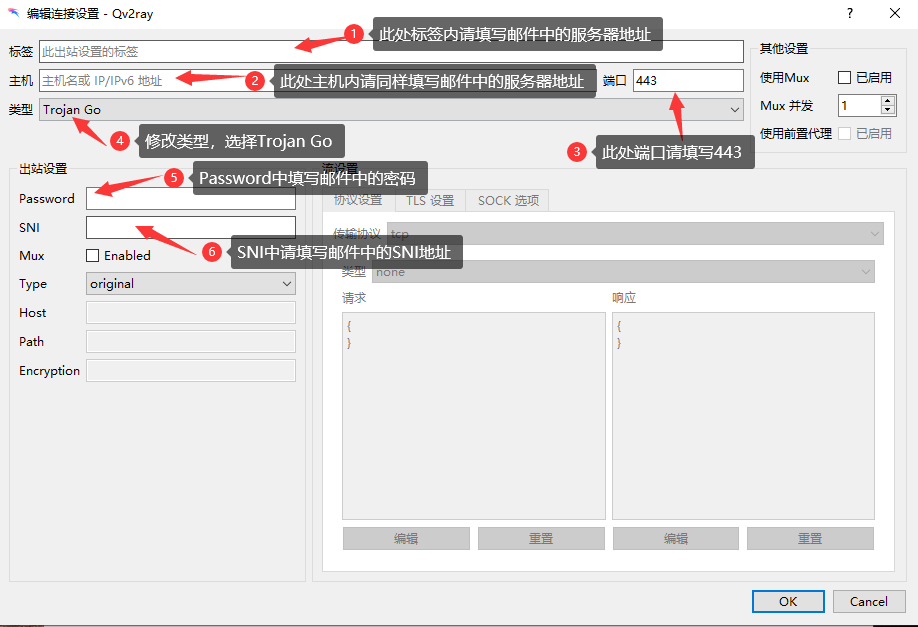 编辑连接设置 - Qv2ray
?
标签
此出站设置的标签
1
此处标签内请填写邮件中的服务器地址
主机
主机名或 IP/IPv6 地址
2
此处主机内请同样填写邮件中的服务器地址
端口
443
类型
Trojan Go
4
修改类型，选择Trojan Go
3
此处端口请填写443
其他设置
使用Mux
已启用
Mux 并发
1
使用前置代理
已启用
出站设置
Password
5
Password中填写邮件中的密码
SNI
6
SNI中请填写邮件中的SNI地址
Mux
Enabled
Type
original
Host
Path
Encryption
流设置
协议设置
TLS 设置
SOCK 选项
传输协议
tcp
类型
none
请求
响应
{
}
{
}
编辑
重置
编辑
重置
OK
Cancel